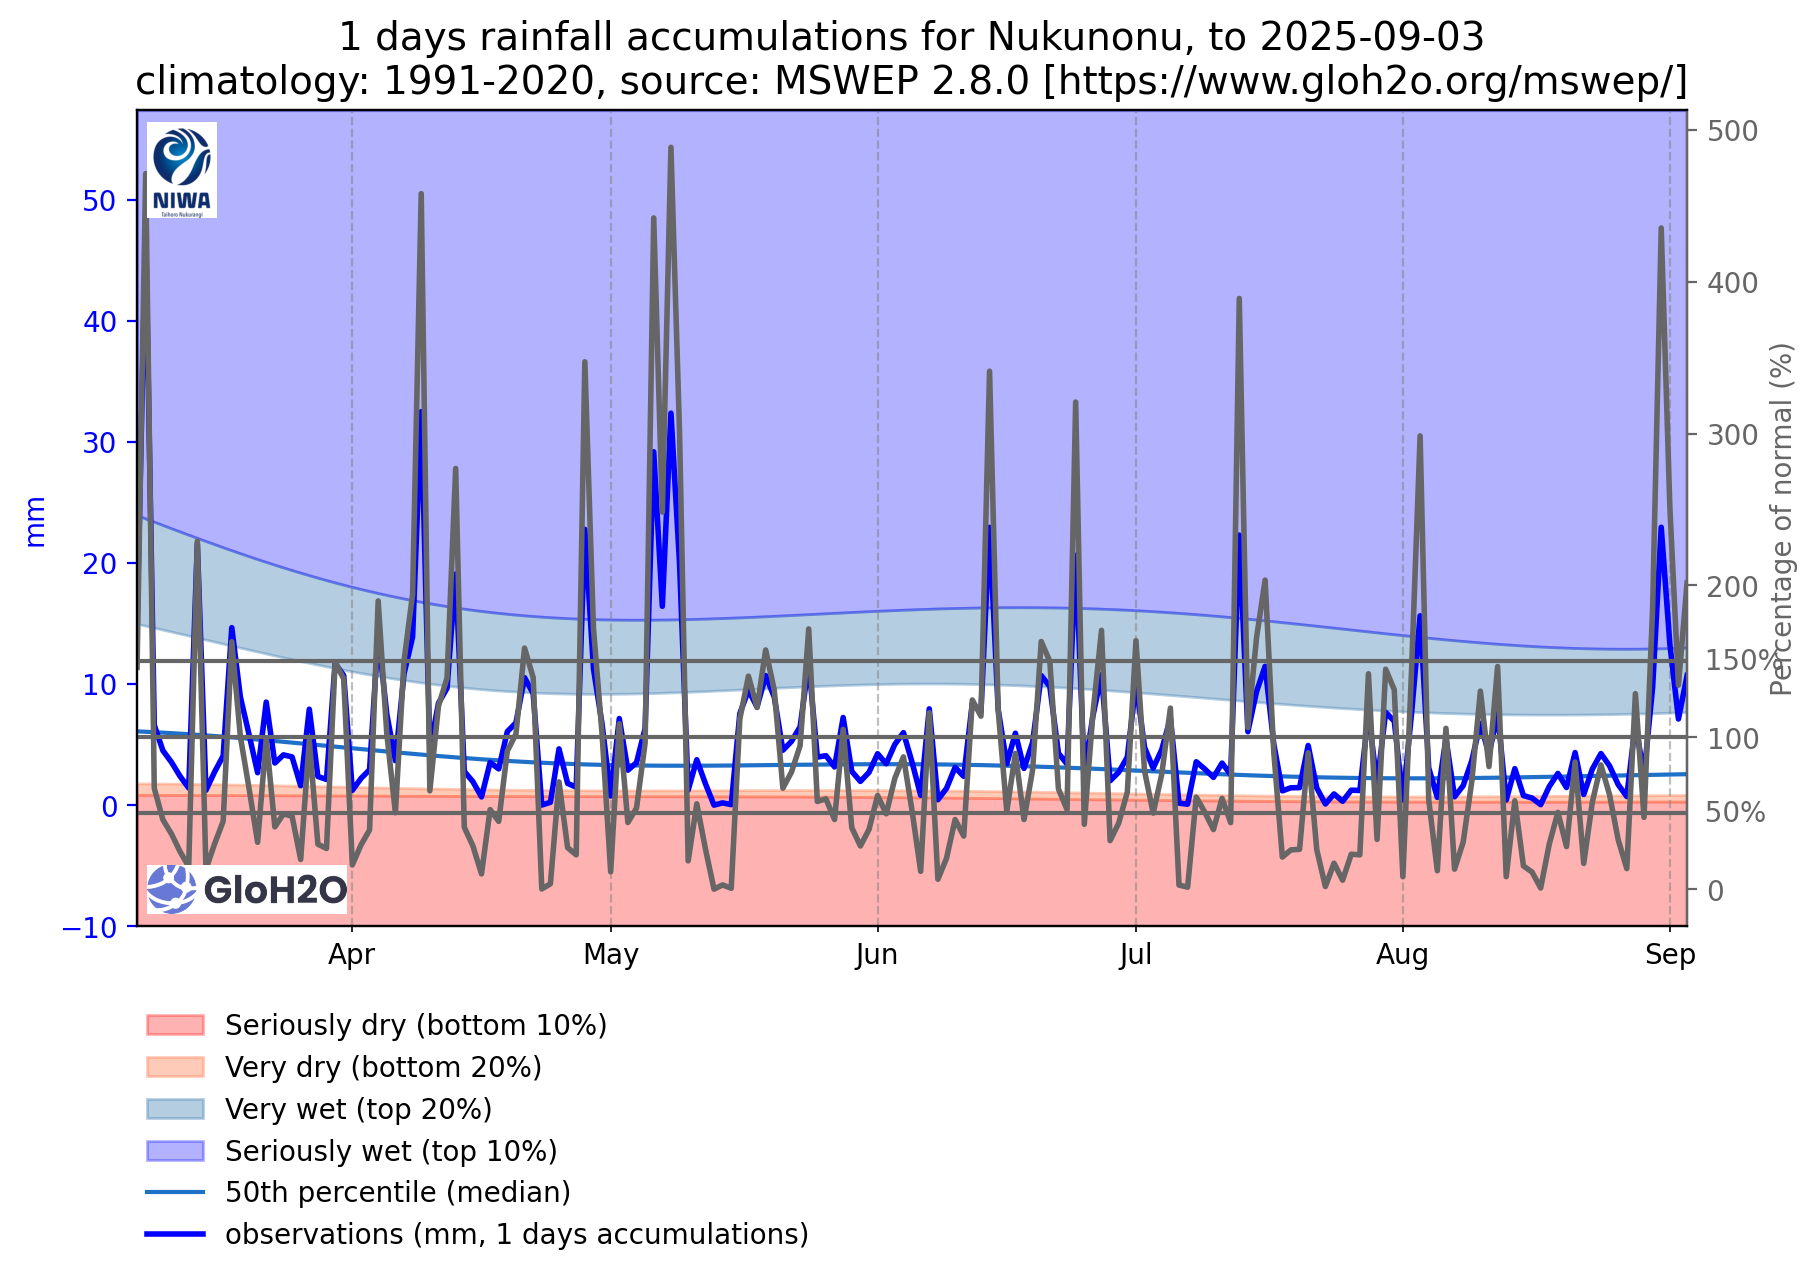 1 days rainfall accumulations for Nukunonu, to 2025-09-03
climatology: 1991-2020, source: MSWEP 2.8.0 [https://www.gloh2o.org/mswep/]
NIWA
Taihoro Nukurangi
50
40
30
20
10
0
−10
mm
500
400
300
200
150%
100
50%
0
Percentage of normal (%)
GloH2O
Apr
May
Jun
Jul
Aug
Sep
Seriously dry (bottom 10%)
Very dry (bottom 20%)
Very wet (top 20%)
Seriously wet (top 10%)
50th percentile (median)
observations (mm, 1 days accumulations)